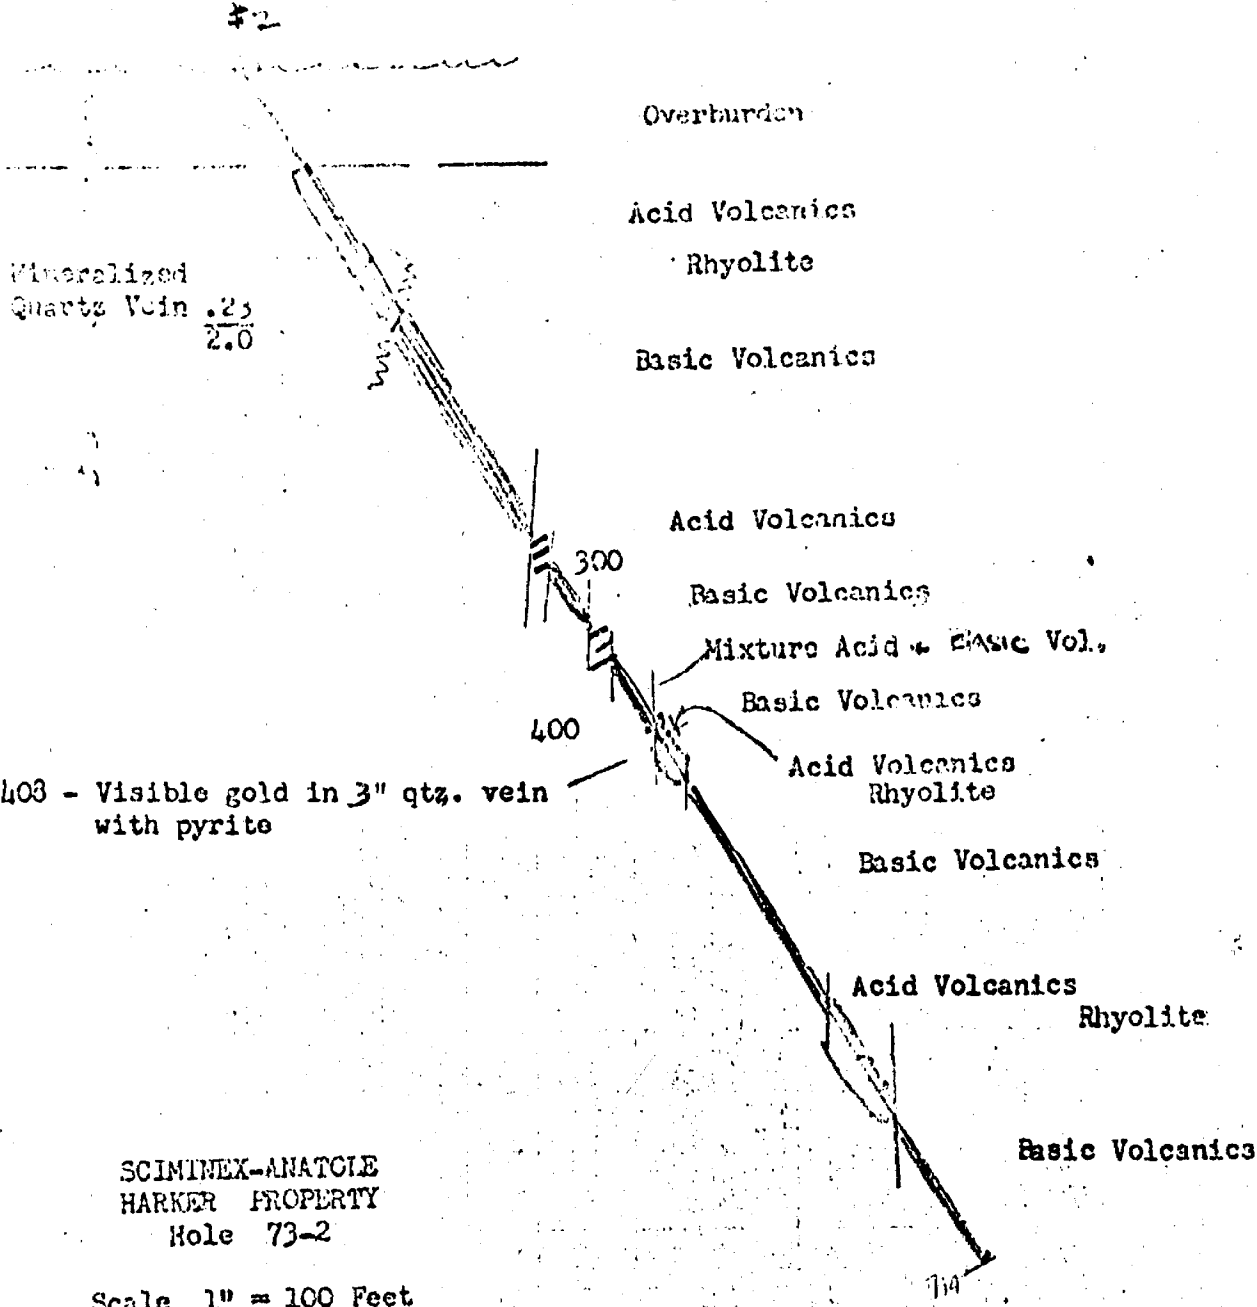 #2
Overburden
Acid Volcanics
Rhyolite
Mineralized
Quartz Vein .23
2.0
Basic Volcanics
Acid Volcanics
300
Basic Volcanics
Mixture Acid & BASIC Vol.
Basic Volcanics
400
Acid Volcanics
Rhyolite
408 - Visible gold in 3" qtz. vein
with pyrite
Basic Volcanics
Acid Volcanics
Rhyolite
Basic Volcanics
SCIMINEX-ANATOLE
HARKER PROPERTY
Hole 73-2
Scale 1" = 100 Feet